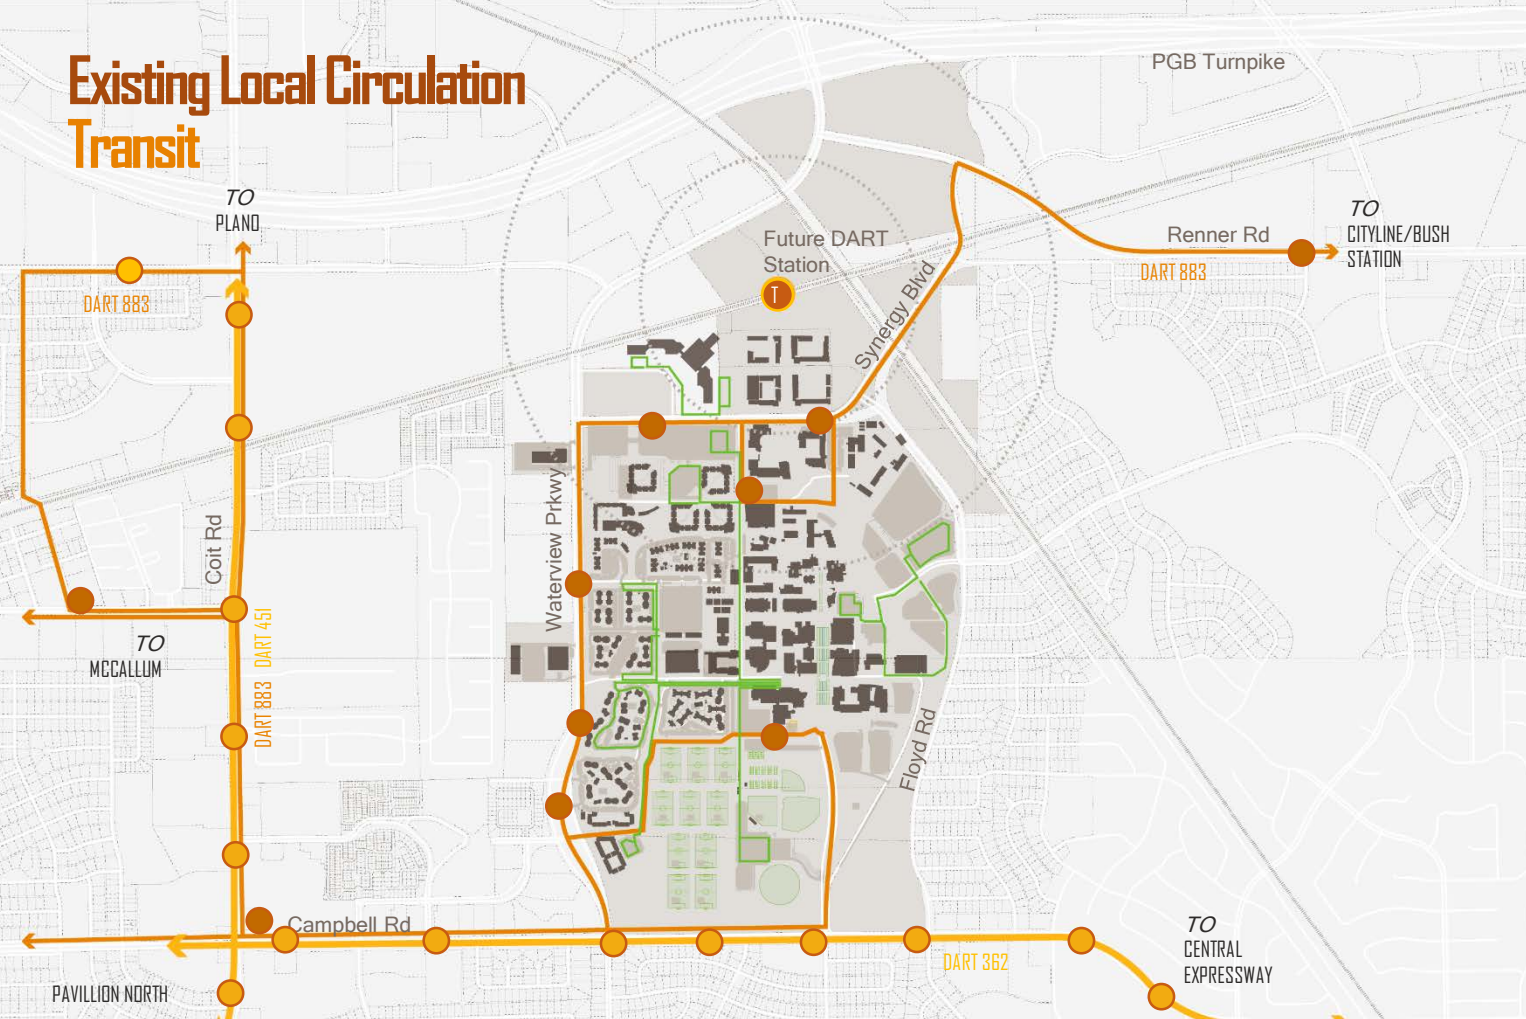 Existing Local Circulation
Transit
PGB Turnpike
TO
PLANO
TO
CITYLINE/BUSH
STATION
Renner Rd
DART 883
Future DART
Station
T
DART 883
Synergy Blvd
Waterview Prkwy
Coit Rd
DART 451
TO
MCCALLUM
DART 883
Floyd Rd
Campbell Rd
TO
CENTRAL
EXPRESSWAY
DART 362
PAVILLION NORTH